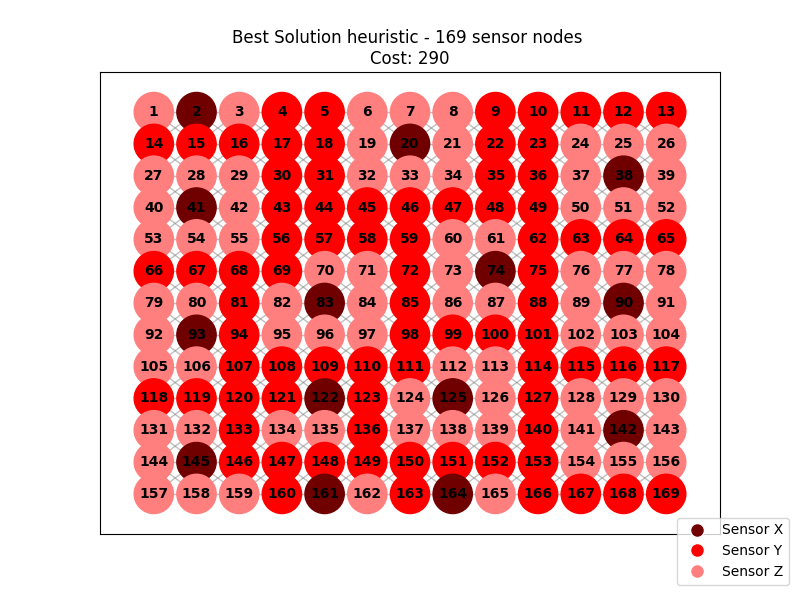 Best Solution heuristic - 169 sensor nodes
Cost: 290
1 2 3 4 5 6 7 8 9 10 11 12 13
14 15 16 17 18 19 20 21 22 23 24 25 26
27 28 29 30 31 32 33 34 35 36 37 38 39
40 41 42 43 44 45 46 47 48 49 50 51 52
53 54 55 56 57 58 59 60 61 62 63 64 65
66 67 68 69 70 71 72 73 74 75 76 77 78
79 80 81 82 83 84 85 86 87 88 89 90 91
92 93 94 95 96 97 98 99 100 101 102 103 104
105 106 107 108 109 110 111 112 113 114 115 116 117
118 119 120 121 122 123 124 125 126 127 128 129 130
131 132 133 134 135 136 137 138 139 140 141 142 143
144 145 146 147 148 149 150 151 152 153 154 155 156
157 158 159 160 161 162 163 164 165 166 167 168 169
Sensor X
Sensor Y
Sensor Z